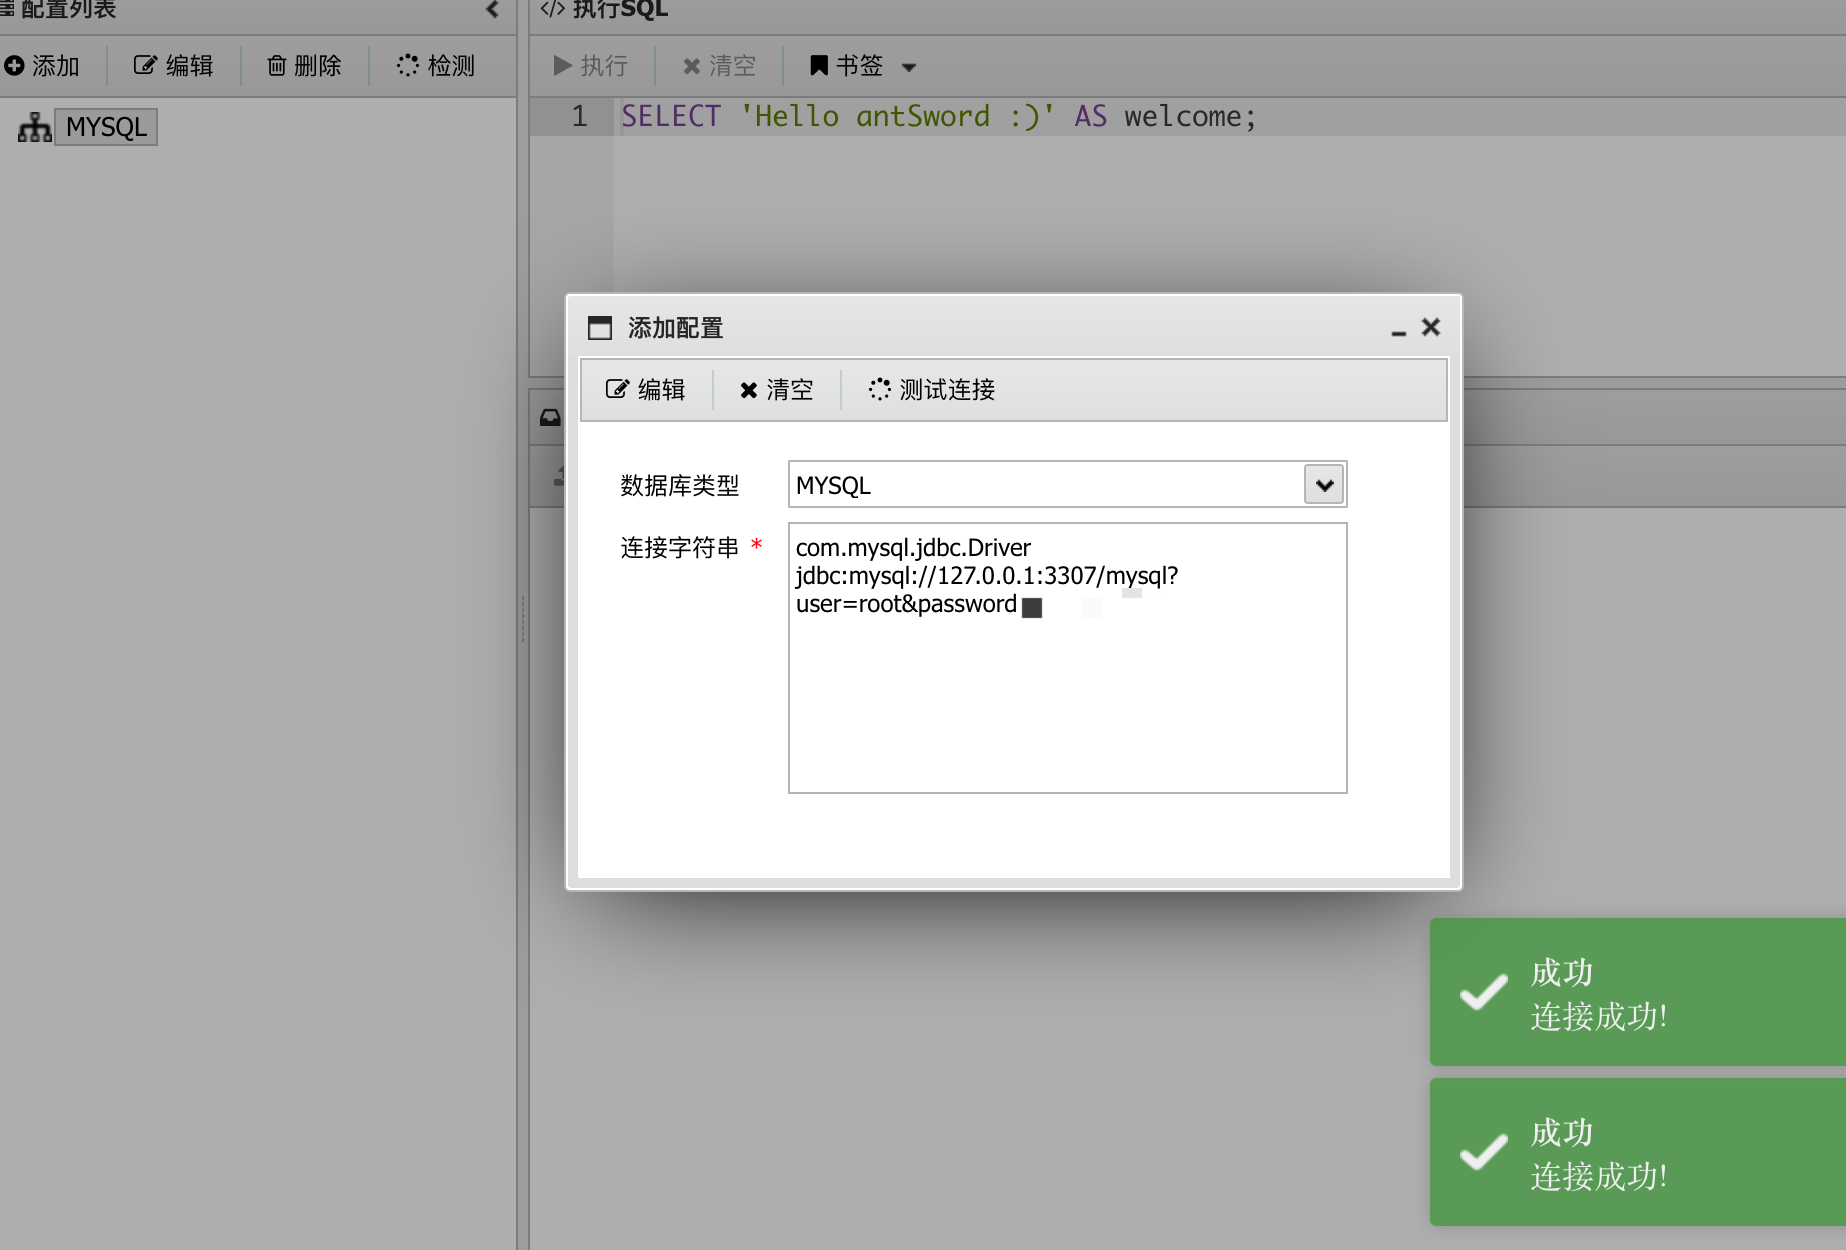 配置列表
添加 编辑 删除 检测
MYSQL
</> 执行SQL
执行 清空 书签
1 SELECT 'Hello antSword :)' AS welcome;
添加配置
编辑 清空 测试连接
数据库类型 MYSQL
连接字符串 * com.mysql.jdbc.Driver
jdbc:mysql://127.0.0.1:3307/mysql?
user=root&password
成功
连接成功!
成功
连接成功!